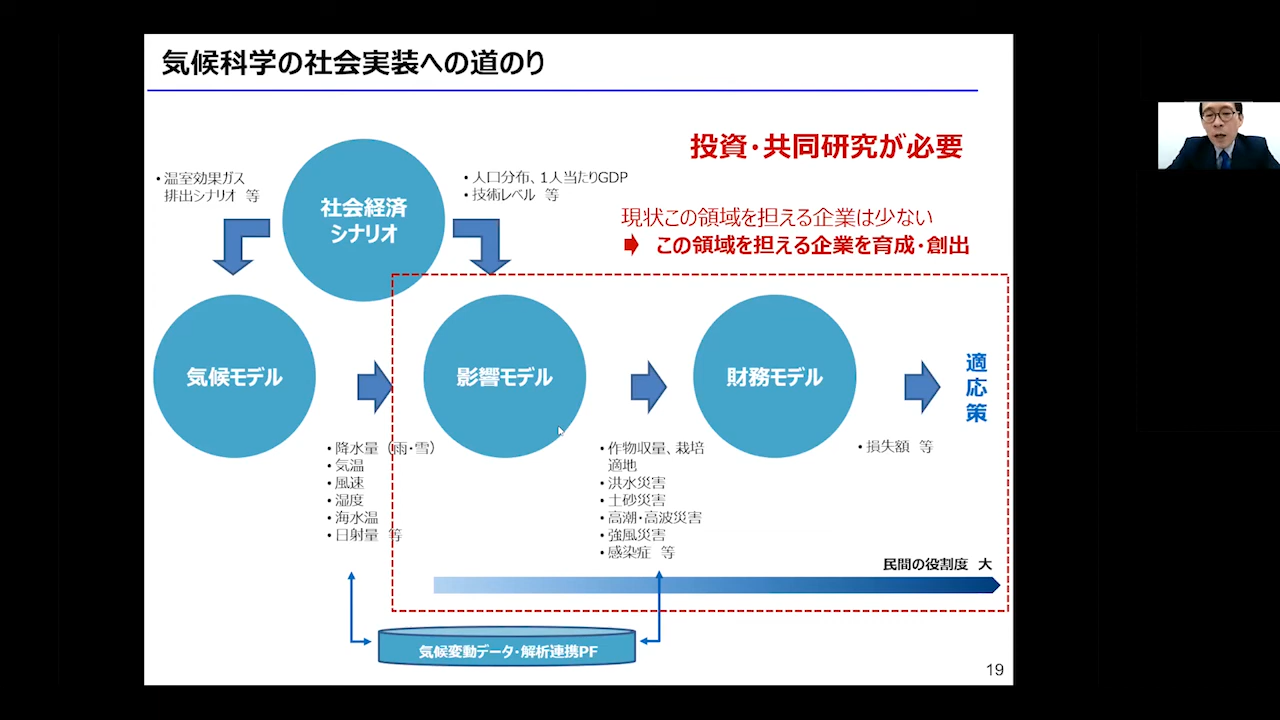 気候科学の社会実装への道のり
投資・共同研究が必要
・温室効果ガス
排出シナリオ 等
社会経済
シナリオ
・人口分布、1人当たりGDP
・技術レベル 等
現状この領域を担える企業は少ない
この領域を担える企業を育成・創出
気候モデル
影響モデル
財務モデル
適応策
・降水量(雨・雪)
・気温
・風速
・湿度
・海水温
・日射量 等
・作物収量、栽培
適地
・洪水災害
・土砂災害
・高潮・高波災害
・強風災害
・感染症 等
・損失額 等
民間の役割度 大
気候変動データ・解析連携PF
19